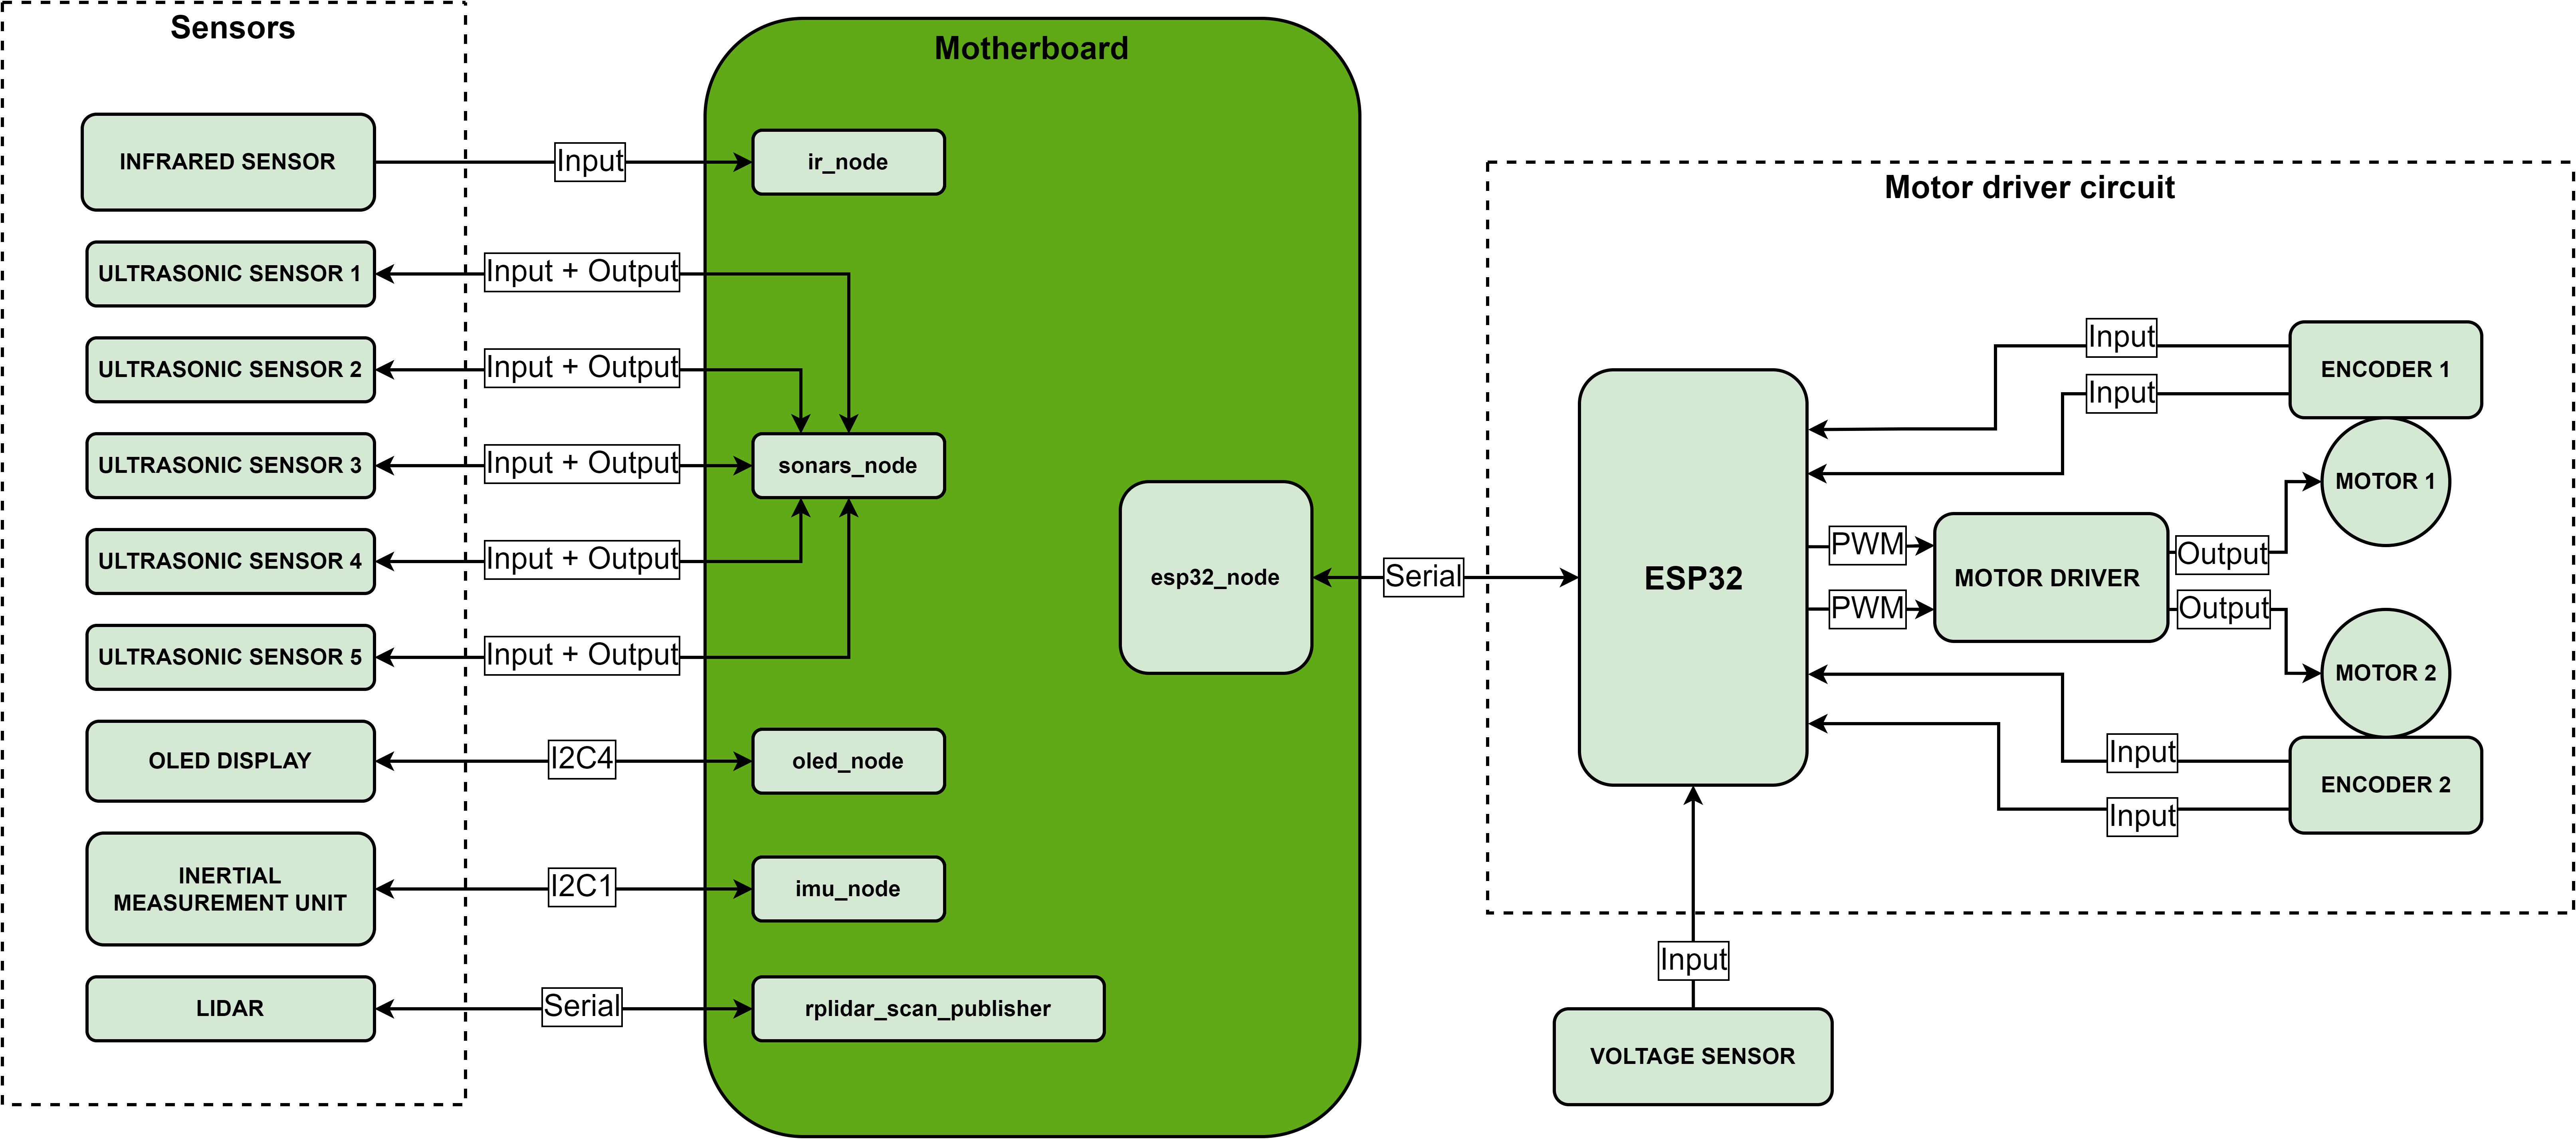 Sensors
INFRARED SENSOR
ULTRASONIC SENSOR 1
ULTRASONIC SENSOR 2
ULTRASONIC SENSOR 3
ULTRASONIC SENSOR 4
ULTRASONIC SENSOR 5
OLED DISPLAY
INERTIAL
MEASUREMENT UNIT
LIDAR
Input
Input + Output
Input + Output
Input + Output
Input + Output
Input + Output
I2C4
I2C1
Serial
Motherboard
ir_node
sonars_node
esp32_node
oled_node
imu_node
rplidar_scan_publisher
Serial
Motor driver circuit
ESP32
Input
Input
PWM
PWM
MOTOR DRIVER
Output
Output
ENCODER 1
MOTOR 1
MOTOR 2
ENCODER 2
Input
Input
Input
VOLTAGE SENSOR